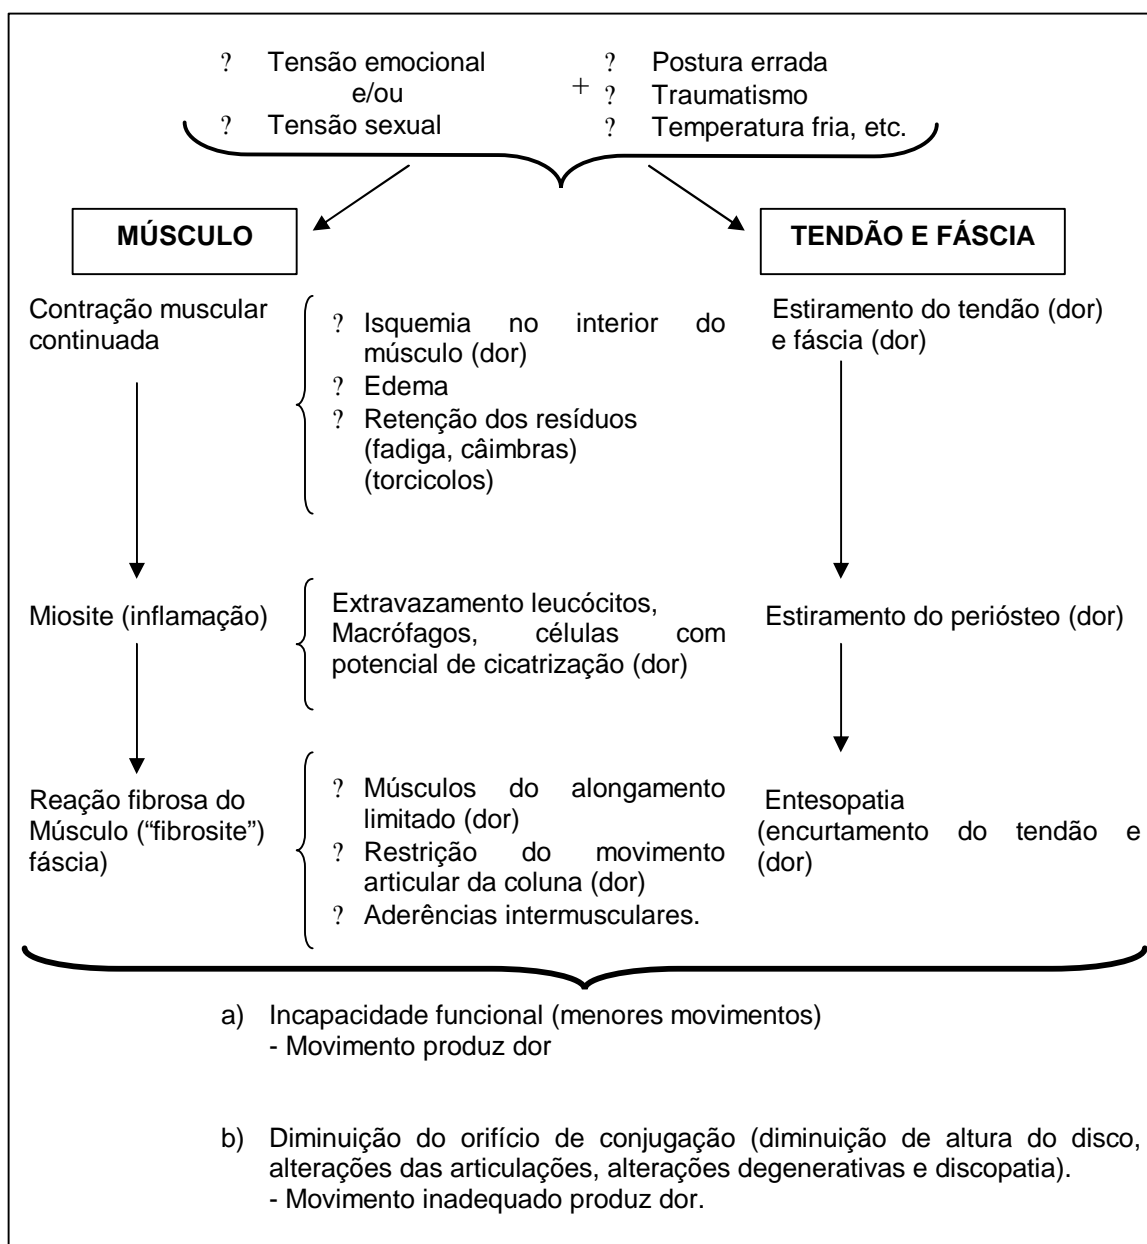 ? Tensão emocional
e/ou
? Tensão sexual
+
? Postura errada
? Traumatismo
? Temperatura fria, etc.
MÚSCULO
Contração muscular
continuada
? Isquemia no interior do
músculo (dor)
? Edema
? Retenção dos resíduos
(fadiga, câimbras)
(torcicolos)
Miosite (inflamação)
Extravazamento leucócitos,
Macrófagos, células com
potencial de cicatrização (dor)
Reação fibrosa do
Músculo (“fibrosite”)
fáscia)
? Músculos do alongamento
limitado (dor)
? Restrição do movimento
articular da coluna (dor)
? Aderências intermusculares.
TENDÃO E FÁSCIA
Estiramento do tendão (dor)
e fáscia (dor)
Estiramento do periósteo (dor)
Entesopatia
(encurtamento do tendão e
(dor)
a) Incapacidade funcional (menores movimentos)
- Movimento produz dor
b) Diminuição do orifício de conjugação (diminuição de altura do disco,
alterações das articulações, alterações degenerativas e discopatia).
- Movimento inadequado produz dor.